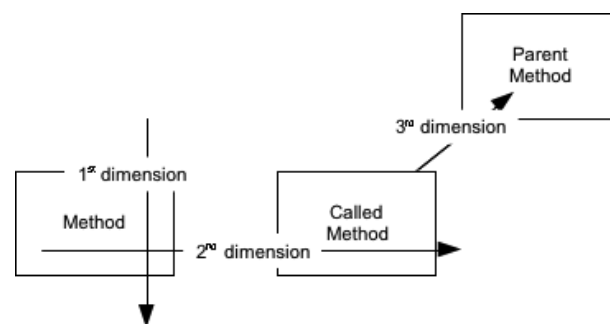 Parent
Method
3rd dimension
1st dimension
Method
Called
Method
2nd dimension